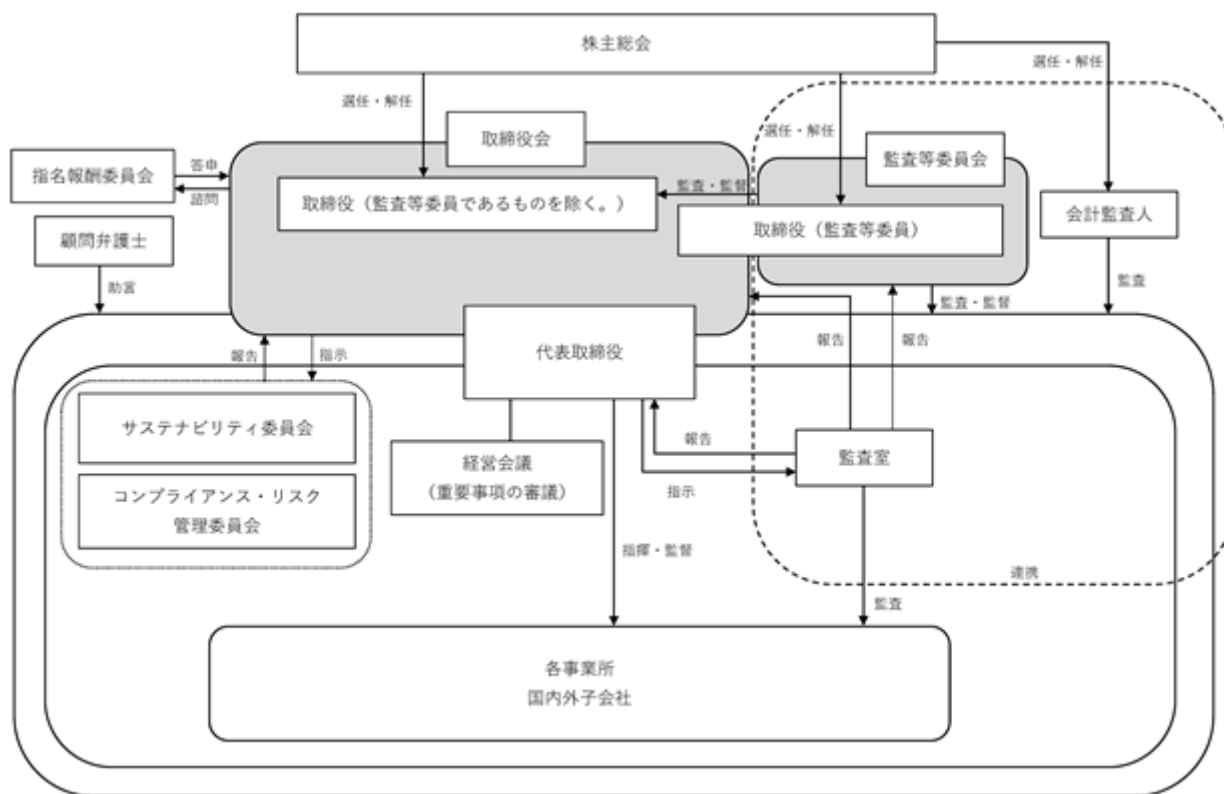 株主総会
選任・解任
選任・解任
選任・解任
取締役会
監査等委員会
指名報酬委員会
答申
諮問
取締役（監査等委員であるものを除く。）
監査・監督
取締役（監査等委員）
会計監査人
顧問弁護士
助言
監査・監督
監査
代表取締役
報告
指示
報告
報告
サステナビリティ委員会
コンプライアンス・リスク
管理委員会
経営会議
（重要事項の審議）
報告
指示
監査室
指揮・監督
監査
連携
各事業所
国内外子会社